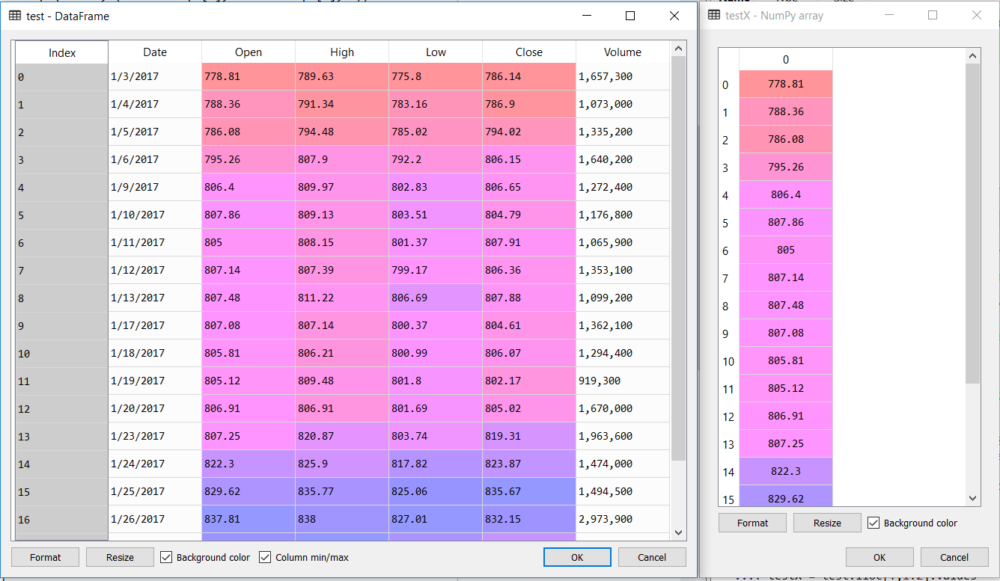 test - DataFrame
Index Date Open High Low Close Volume
0 1/3/2017 778.81 789.63 775.8 786.14 1,657,300
1 1/4/2017 788.36 791.34 783.16 786.9 1,073,000
2 1/5/2017 786.08 794.48 785.02 794.02 1,335,200
3 1/6/2017 795.26 807.9 792.2 806.15 1,640,200
4 1/9/2017 806.4 809.97 802.83 806.65 1,272,400
5 1/10/2017 807.86 809.13 803.51 804.79 1,176,800
6 1/11/2017 805 808.15 801.37 807.91 1,065,900
7 1/12/2017 807.14 807.39 799.17 806.36 1,353,100
8 1/13/2017 807.48 811.22 806.69 807.88 1,099,200
9 1/17/2017 807.08 807.14 800.37 804.61 1,362,100
10 1/18/2017 805.81 806.21 800.99 806.07 1,294,400
11 1/19/2017 805.12 809.48 801.8 802.17 919,300
12 1/20/2017 806.91 806.91 801.69 805.02 1,670,000
13 1/23/2017 807.25 820.87 803.74 819.31 1,963,600
14 1/24/2017 822.3 825.9 817.82 823.87 1,474,000
15 1/25/2017 829.62 835.77 825.06 835.67 1,494,500
16 1/26/2017 837.81 838 827.01 832.15 2,973,900
Format Resize Background color Column min/max OK Cancel
testX - NumPy array
0
0 778.81
1 788.36
2 786.08
3 795.26
4 806.4
5 807.86
6 805
7 807.14
8 807.48
9 807.08
10 805.81
11 805.12
12 806.91
13 807.25
14 822.3
15 829.62
Format Resize Background color
OK Cancel